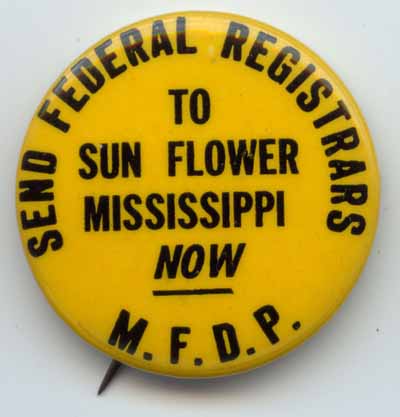 SEND FEDERAL REGISTRARS
TO
SUN FLOWER
MISSISSIPPI
NOW
M.F.D.P.